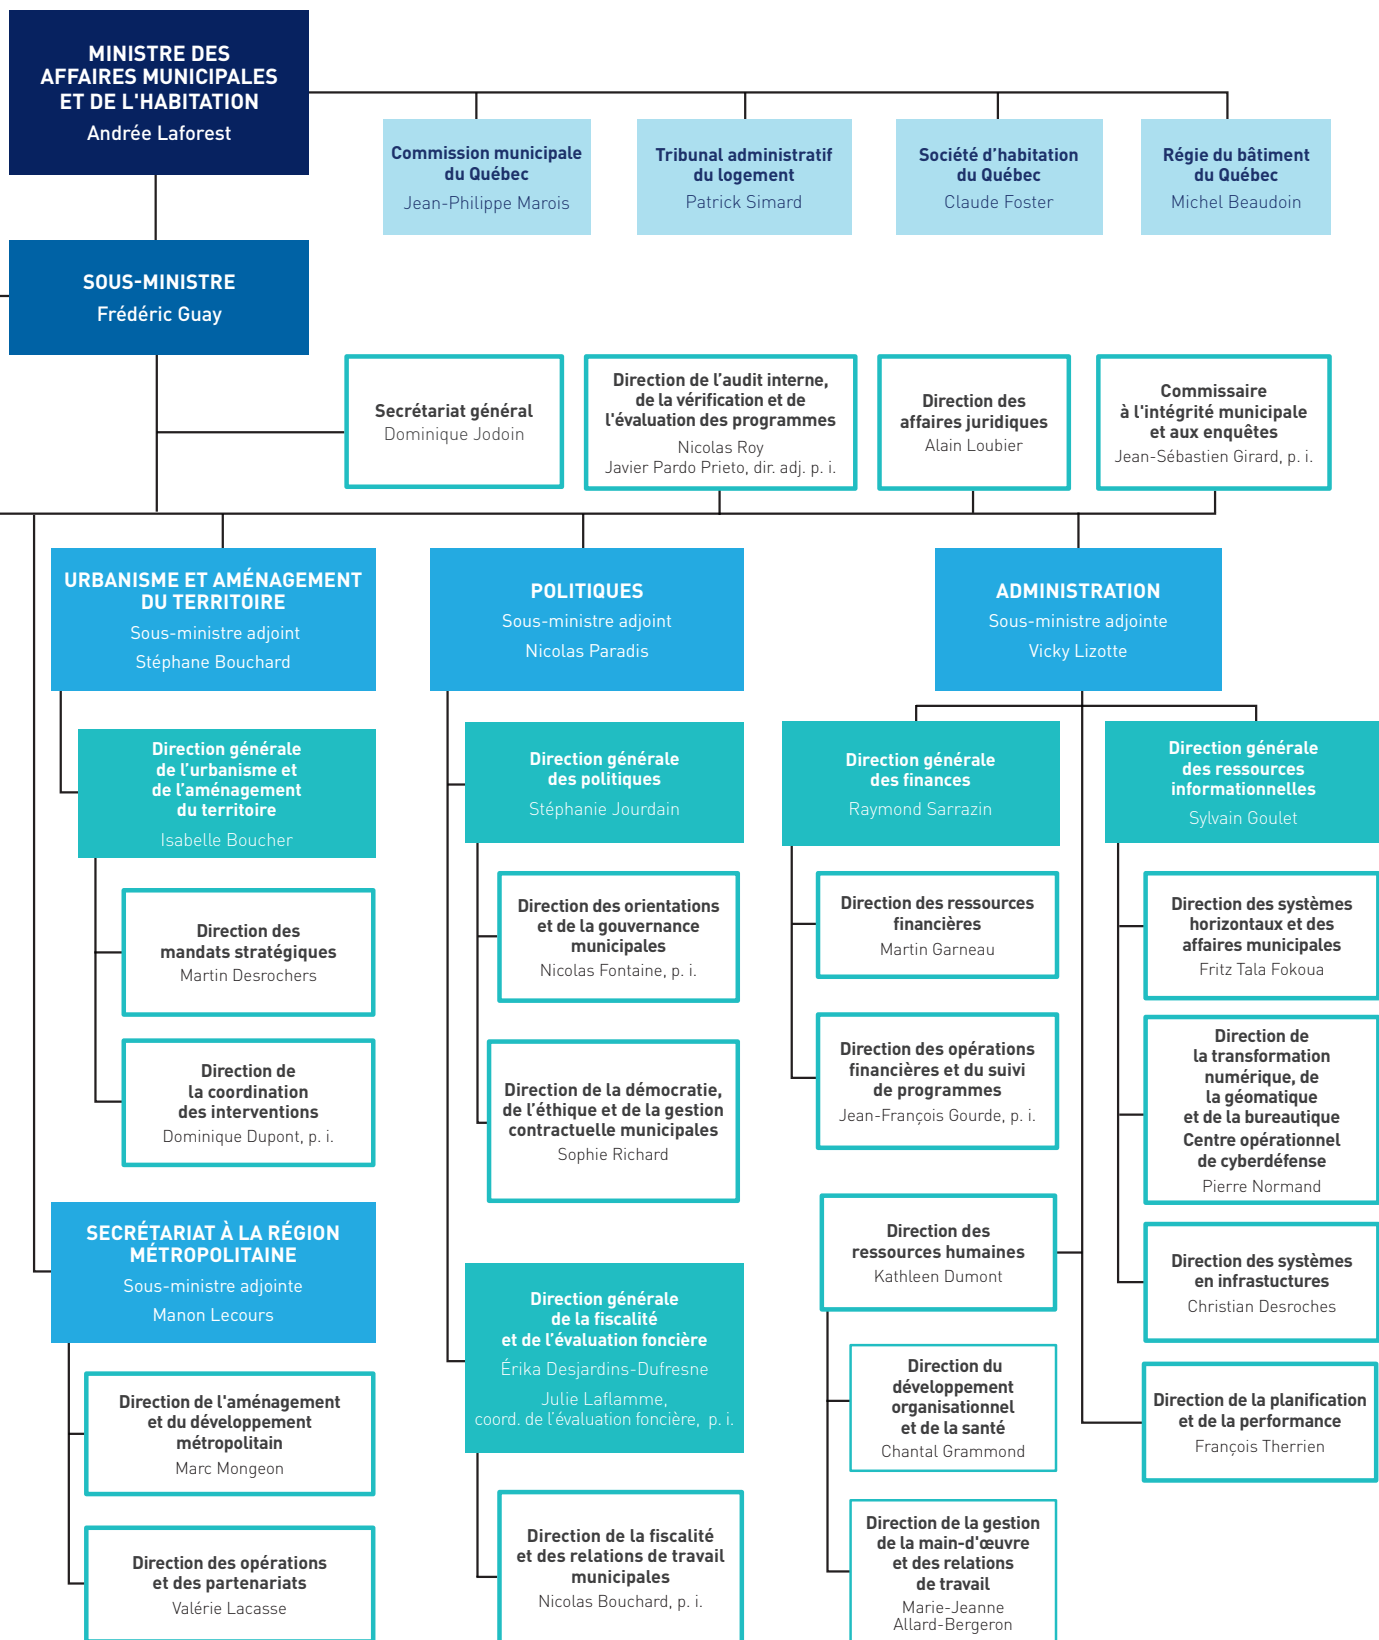 MINISTRE DES
AFFAIRES MUNICIPALES
ET DE L'HABITATION
Andrée Laforest
Commission municipale
du Québec
Jean-Philippe Marois
Tribunal administratif
du logement
Patrick Simard
Société d'habitation
du Québec
Claude Foster
Régie du bâtiment
du Québec
Michel Beaudoin
SOUS-MINISTRE
Frédéric Guay
Secrétariat général
Dominique Jodoin
Direction de l'audit interne,
de la vérification et de
l'évaluation des programmes
Nicolas Roy
Javier Pardo Prieto, dir. adj. p. i.
Direction des
affaires juridiques
Alain Loubier
Commissaire
à l'intégrité municipale
et aux enquêtes
Jean-Sébastien Girard, p. i.
URBANISME ET AMÉNAGEMENT
DU TERRITOIRE
Sous-ministre adjoint
Stéphane Bouchard
Direction générale
de l'urbanisme et
de l'aménagement
du territoire
Isabelle Boucher
Direction des
mandats stratégiques
Martin Desrochers
Direction de
la coordination
des interventions
Dominique Dupont, p. i.
SECRÉTARIAT À LA RÉGION
MÉTROPOLITAINE
Sous-ministre adjointe
Manon Lecours
Direction de l'aménagement
et du développement
métropolitain
Marc Mongeon
Direction des opérations
et des partenariats
Valérie Lacasse
POLITIQUES
Sous-ministre adjoint
Nicolas Paradis
Direction générale
des politiques
Stéphanie Jourdain
Direction des orientations
et de la gouvernance
municipales
Nicolas Fontaine, p. i.
Direction de la démocratie,
de l'éthique et de la gestion
contractuelle municipales
Sophie Richard
Direction générale
de la fiscalité
et de l'évaluation foncière
Érika Desjardins-Dufresne
Julie Laflamme,
coord. de l'évaluation foncière, p. i.
Direction de la fiscalité
et des relations de travail
municipales
Nicolas Bouchard, p. i.
ADMINISTRATION
Sous-ministre adjointe
Vicky Lizotte
Direction générale
des finances
Raymond Sarrazin
Direction des ressources
financières
Martin Garneau
Direction des opérations
financières et du suivi
de programmes
Jean-François Gourde, p. i.
Direction des
ressources humaines
Kathleen Dumont
Direction du
développement
organisationnel
et de la santé
Chantal Grammond
Direction de la gestion
de la main-d'œuvre
et des relations
de travail
Marie-Jeanne
Allard-Bergeron
Direction générale
des ressources
informationnelles
Sylvain Goulet
Direction des systèmes
horizontaux et des
affaires municipales
Fritz Tala Fokoua
Direction de
la transformation
numérique, de
la géomatique
et de la bureautique
Centre opérationnel
de cyberdéfense
Pierre Normand
Direction des systèmes
en infrastuctures
Christian Desroches
Direction de la planification
et de la performance
François Therrien